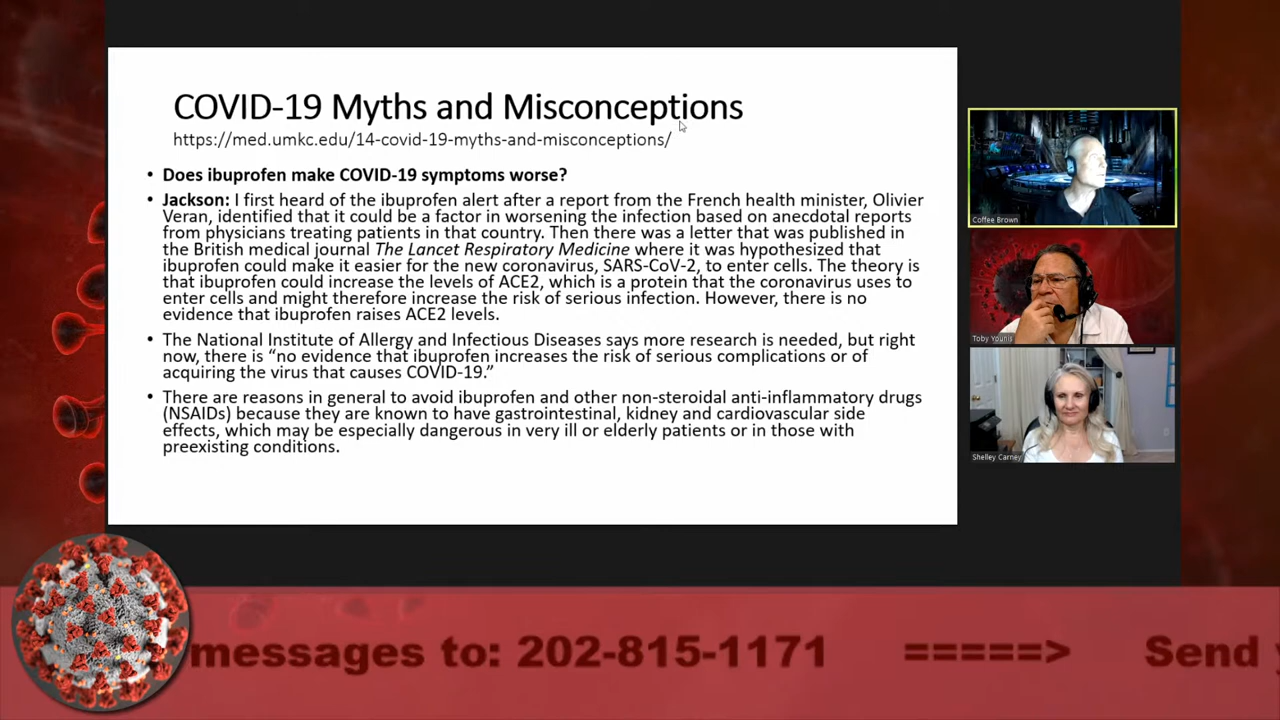 COVID-19 Myths and Misconceptions
https://med.umkc.edu/14-covid-19-myths-and-misconceptions/
• Does ibuprofen make COVID-19 symptoms worse?
• Jackson: I first heard of the ibuprofen alert after a report from the French health minister, Olivier
Veran, identified that it could be a factor in worsening the infection based on anecdotal reports
from physicians treating patients in that country. Then there was a letter that was published in
the British medical journal The Lancet Respiratory Medicine where it was hypothesized that
ibuprofen could make it easier for the new coronavirus, SARS-CoV-2, to enter cells. The theory is
that ibuprofen could increase the levels of ACE2, which is a protein that the coronavirus uses to
enter cells and might therefore increase the risk of serious infection. However, there is no
evidence that ibuprofen raises ACE2 levels.
• The National Institute of Allergy and Infectious Diseases says more research is needed, but right
now, there is “no evidence that ibuprofen increases the risk of serious complications or of
acquiring the virus that causes COVID-19.”
• There are reasons in general to avoid ibuprofen and other non-steroidal anti-inflammatory drugs
(NSAIDs) because they are known to have gastrointestinal, kidney and cardiovascular side
effects, which may be especially dangerous in very ill or elderly patients or in those with
preexisting conditions.
Coffee Brown
Toby Younis
Shelley Carney
messages to: 202-815-1171 =====> Send